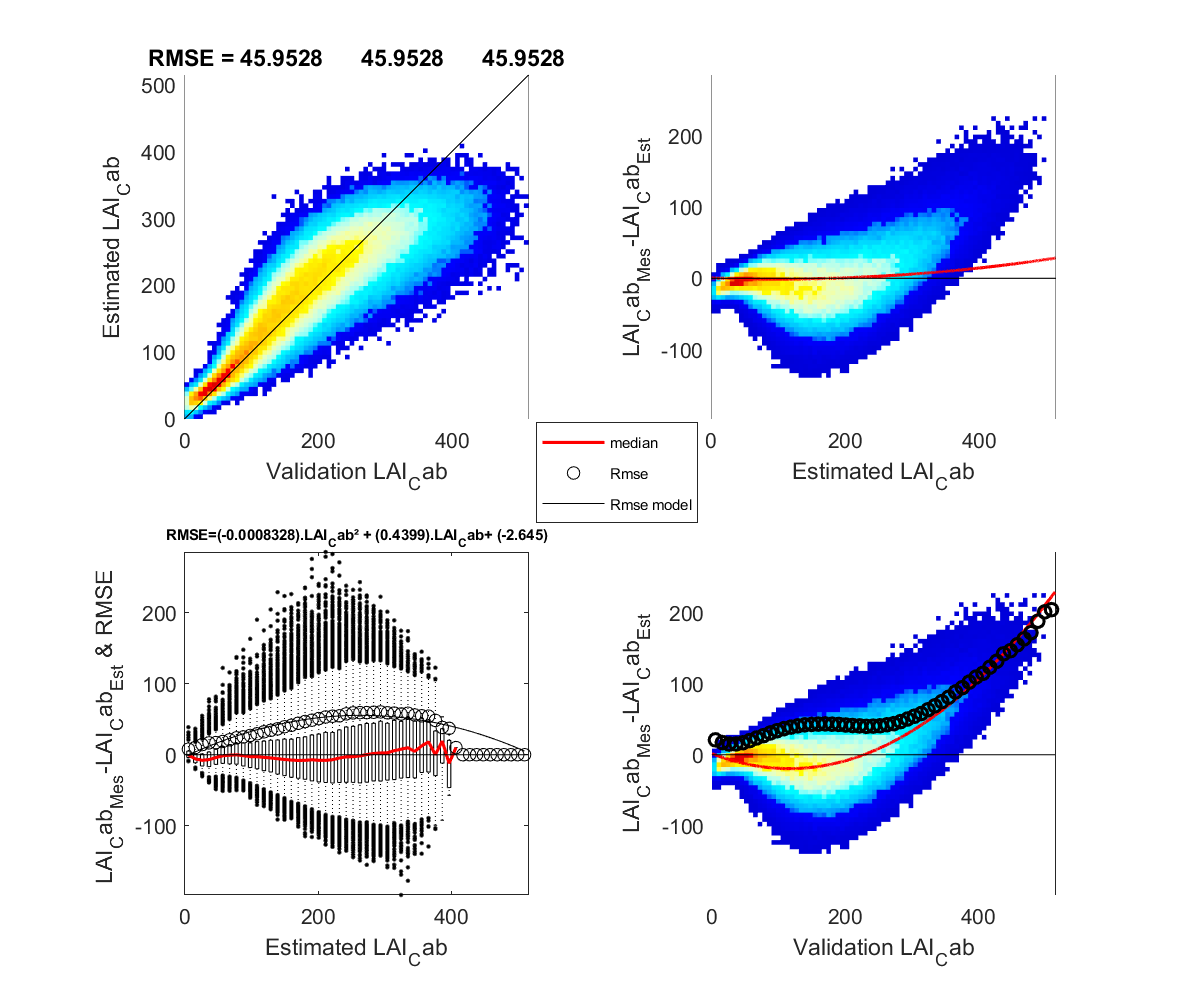 RMSE = 45.9528 45.9528 45.9528
500
400
300
200
100
0
0 200 400
Estimated LAI_Cab
Validation LAI_Cab
200
100
0
-100
0 200 400
LAI_Cab_Mes-LAI_Cab_Est
Estimated LAI_Cab
median
Rmse
Rmse model
RMSE=(-0.0008328).LAI_Cab² + (0.4399).LAI_Cab+ (-2.645)
200
100
0
-100
0 200 400
LAI_Cab_Mes-LAI_Cab_Est & RMSE
Estimated LAI_Cab
200
100
0
-100
0 200 400
LAI_Cab_Mes-LAI_Cab_Est
Validation LAI_Cab